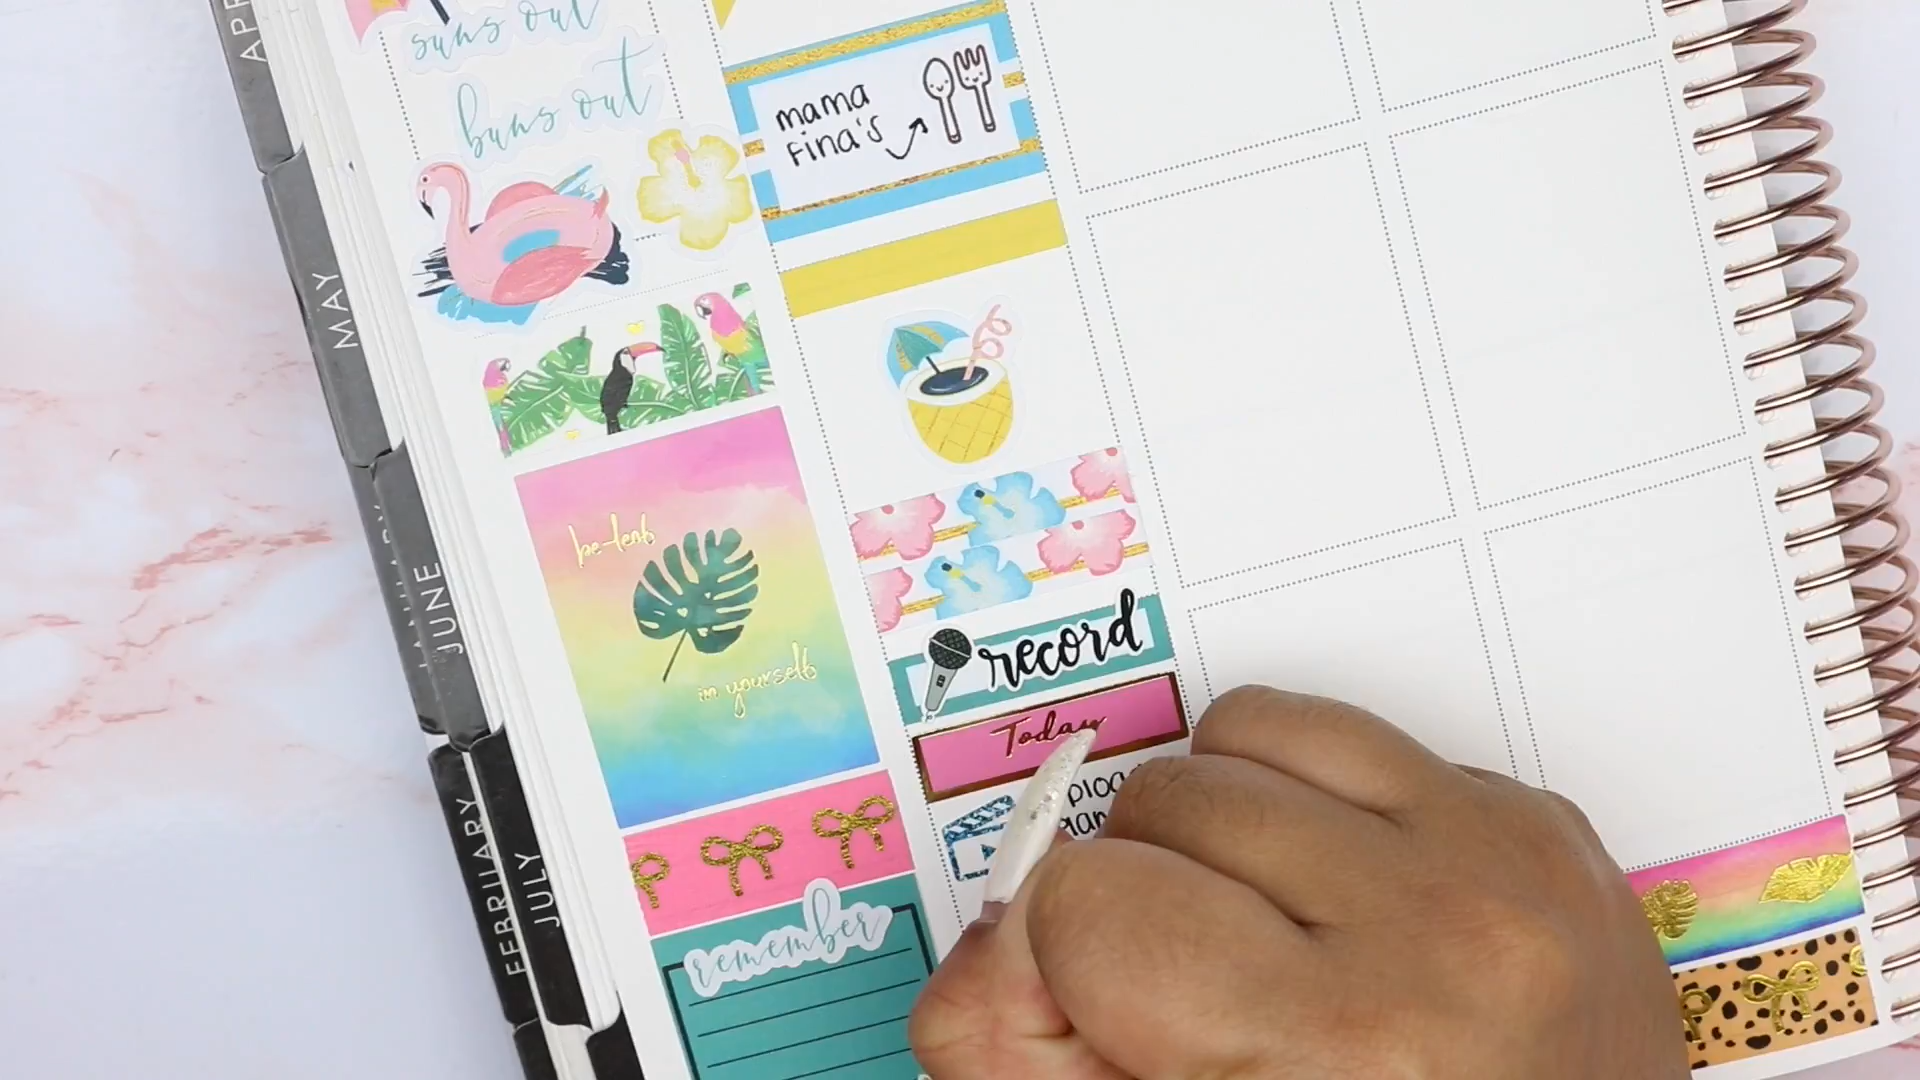 suns out
buns out
mama
Fina's
be-leaf
in yourself
record
Today
remember
MAY
JUNE
FEBRUARY
JULY